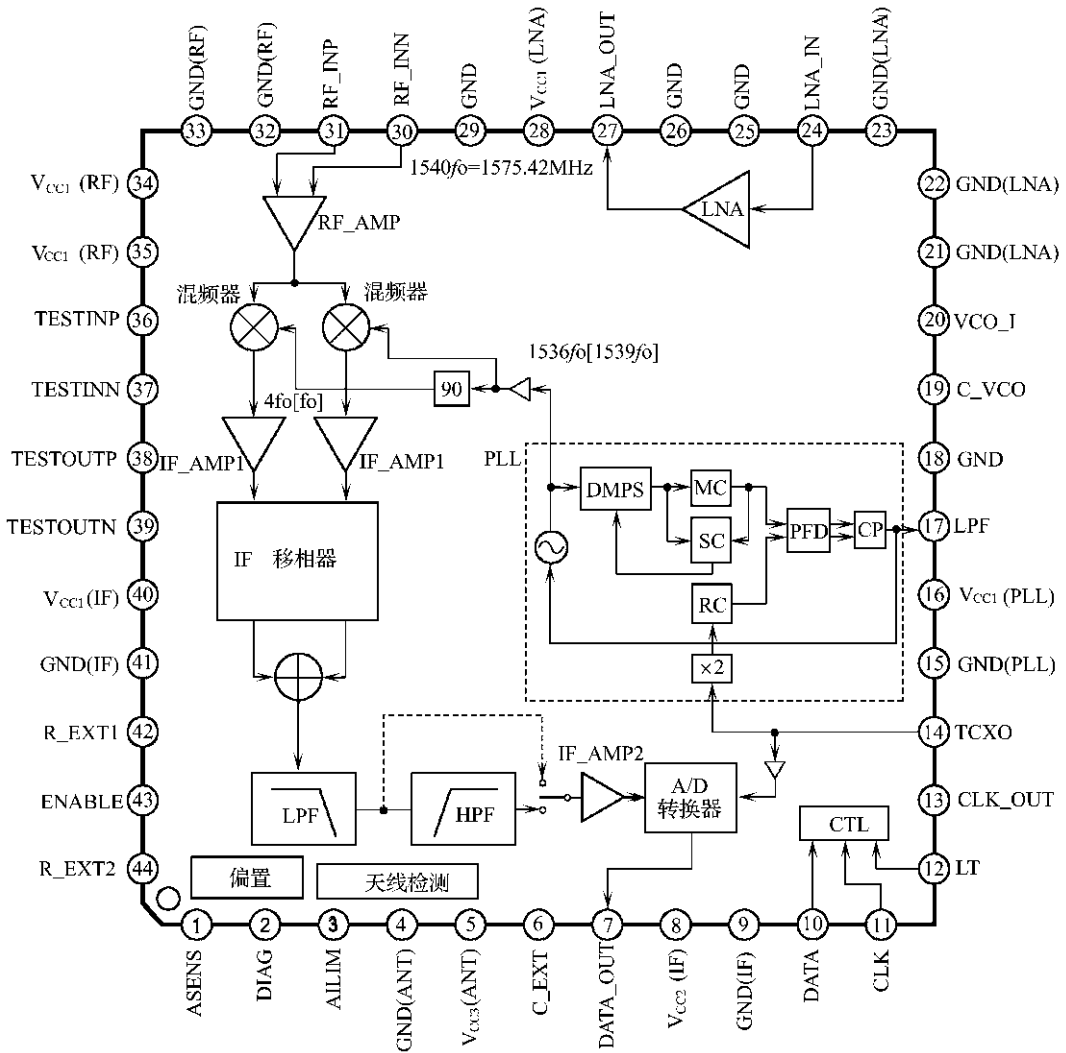 GND(RF)
GND(RF)
RF_INP
RF_INN
GND
VCC1 (LNA)
LNA_OUT
GND
GND
LNA_IN
GND(LNA)
33
32
31
30
29
28
27
26
25
24
23
1540fo=1575.42MHz
VCC1 (RF)
34
22
GND(LNA)
LNA
RF_AMP
VCC1 (RF)
35
21
GND(LNA)
混频器
混频器
TESTINP
36
20
VCO_I
1536fo[1539fo]
TESTINN
37
90
19
C_VCO
4fo[fo]
TESTOUTP
38
IF_AMP1
IF_AMP1
PLL
18
GND
DMPS
MC
TESTOUTN
39
PFD
CP
17
LPF
SC
IF 移相器
VCC1(IF)
40
RC
16
VCC1 (PLL)
GND(IF)
41
×2
15
GND(PLL)
R_EXT1
42
14
TCXO
IF_AMP2
ENABLE
43
LPF
HPF
A/D
转换器
13
CLK_OUT
CTL
R_EXT2
44
偏置
天线检测
12
LT
1
2
3
4
5
6
7
8
9
10
11
ASENS
DIAG
AILIM
GND(ANT)
VCC3(ANT)
C_EXT
DATA_OUT
VCC2 (IF)
GND(IF)
DATA
CLK